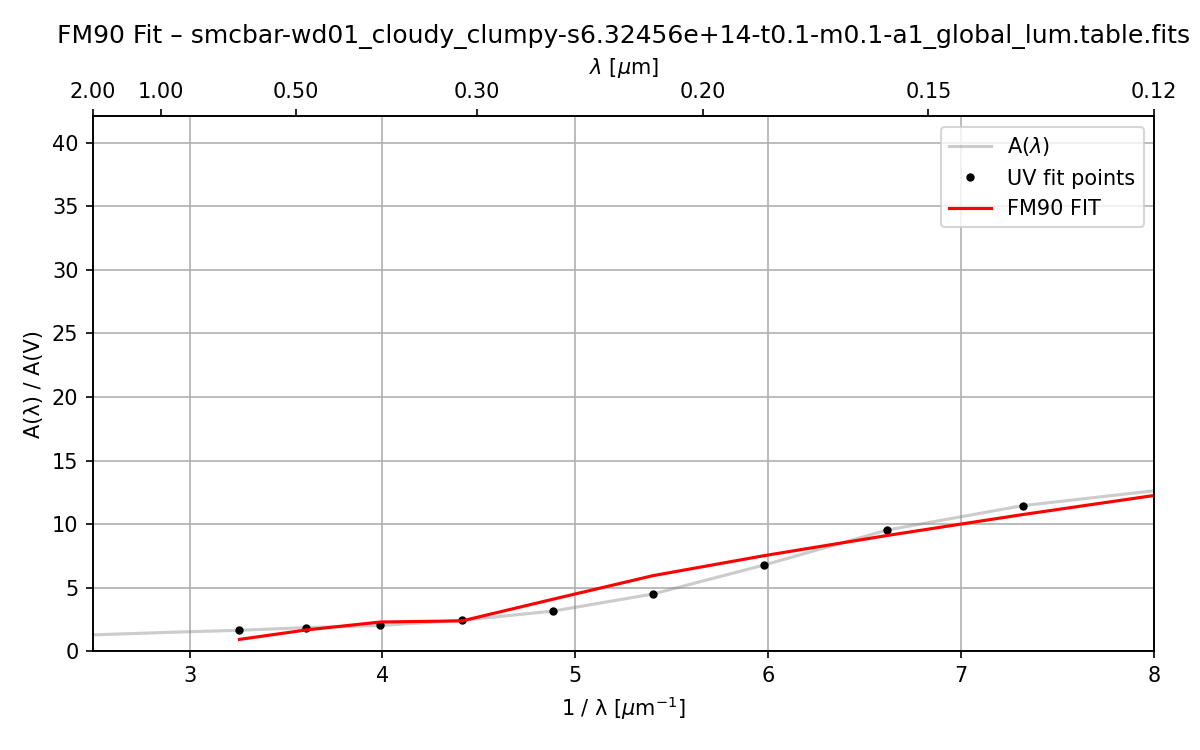 FM90 Fit – smcbar-wd01_cloudy_clumpy-s6.32456e+14-t0.1-m0.1-a1_global_lum.table.fits
λ [μm]
2.00 1.00 0.50 0.30 0.20 0.15 0.12
A(λ)
UV fit points
FM90 FIT
A(λ) / A(V)
40
35
30
25
20
15
10
5
0
3 4 5 6 7 8
1 / λ [μm⁻¹]